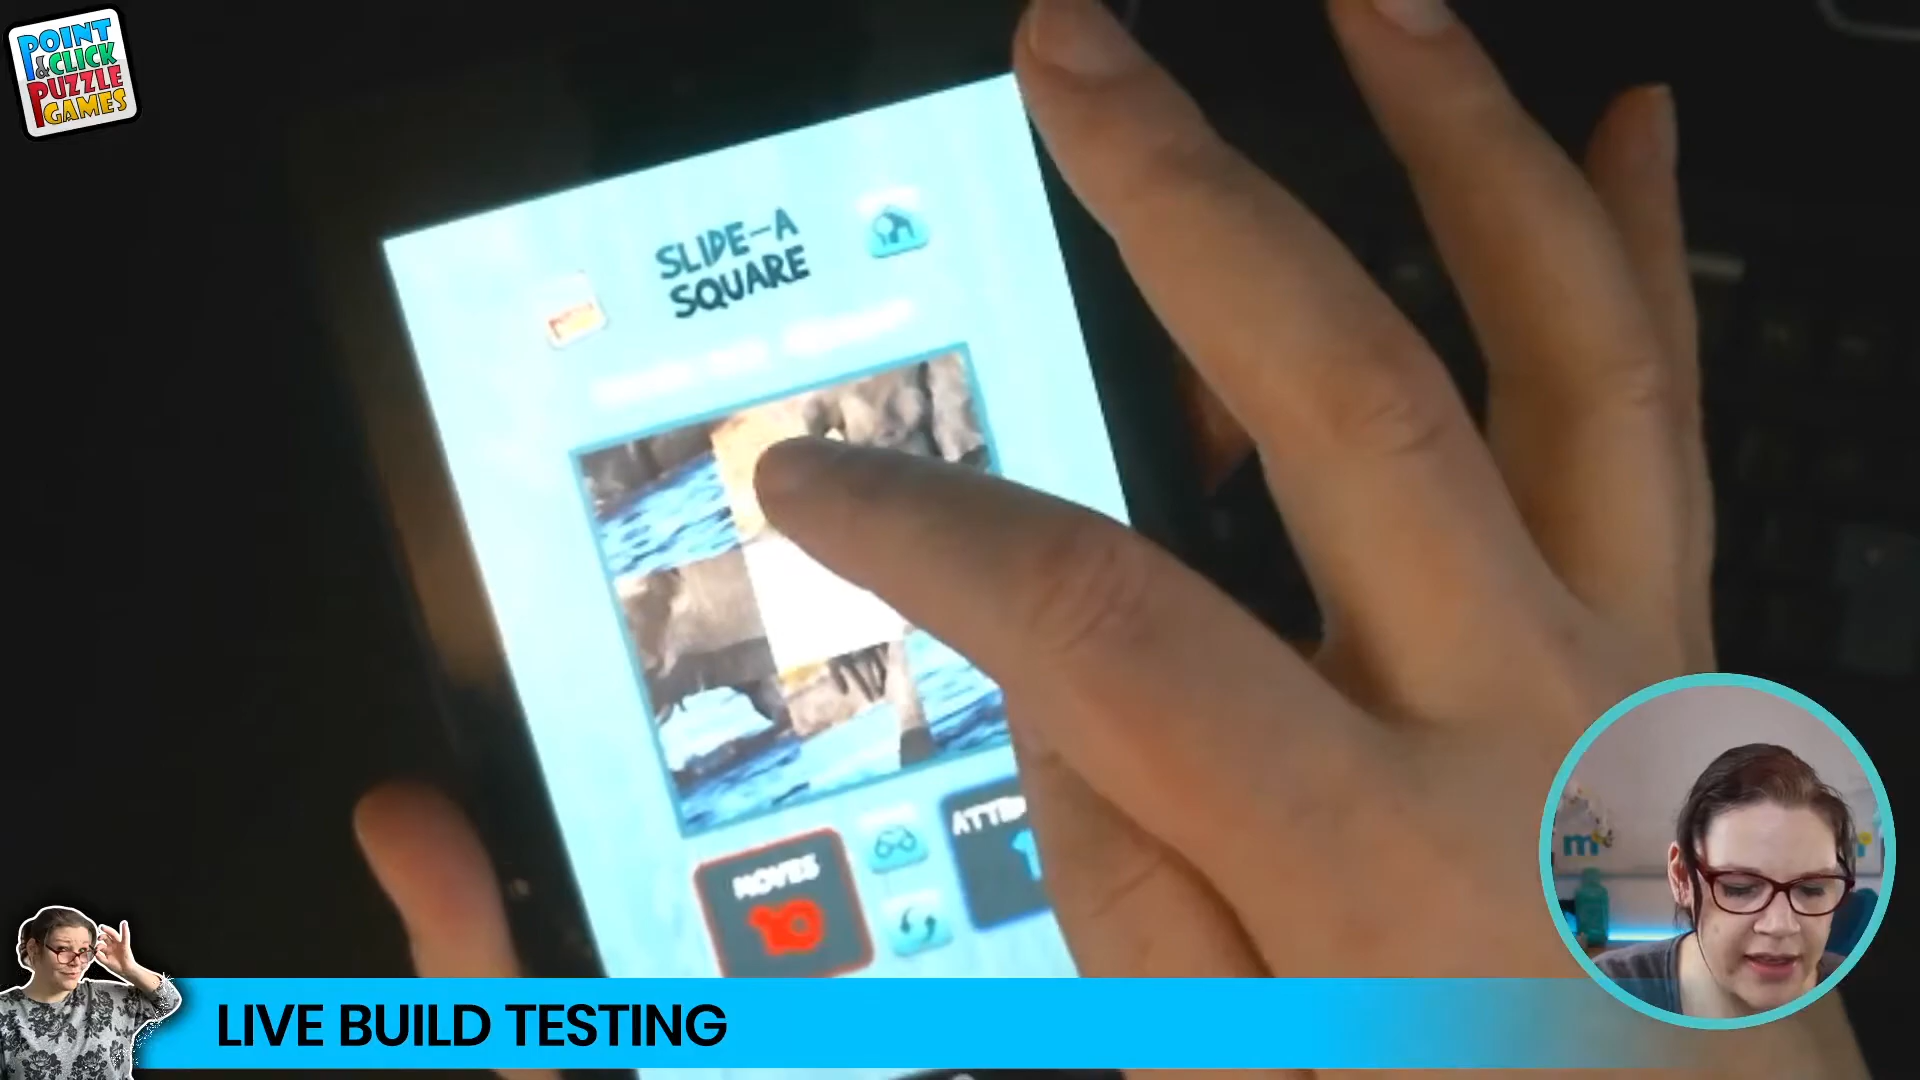 POINT
&CLICK
PUZZLE
GAMES
SLIDE-A
SQUARE
MOVES
10
LIVE BUILD TESTING